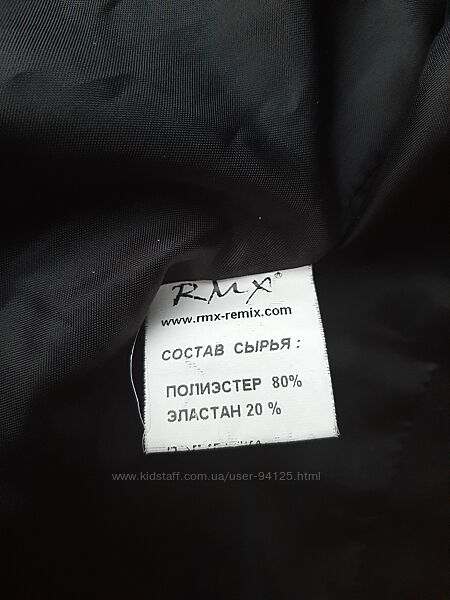 RMX®
www.rmx-remix.com
СОСТАВ СЫРЬЯ :
ПОЛИЭСТЕР 80%
ЭЛАСТАН 20 %
www.kidstaff.com.ua/user-94125.html